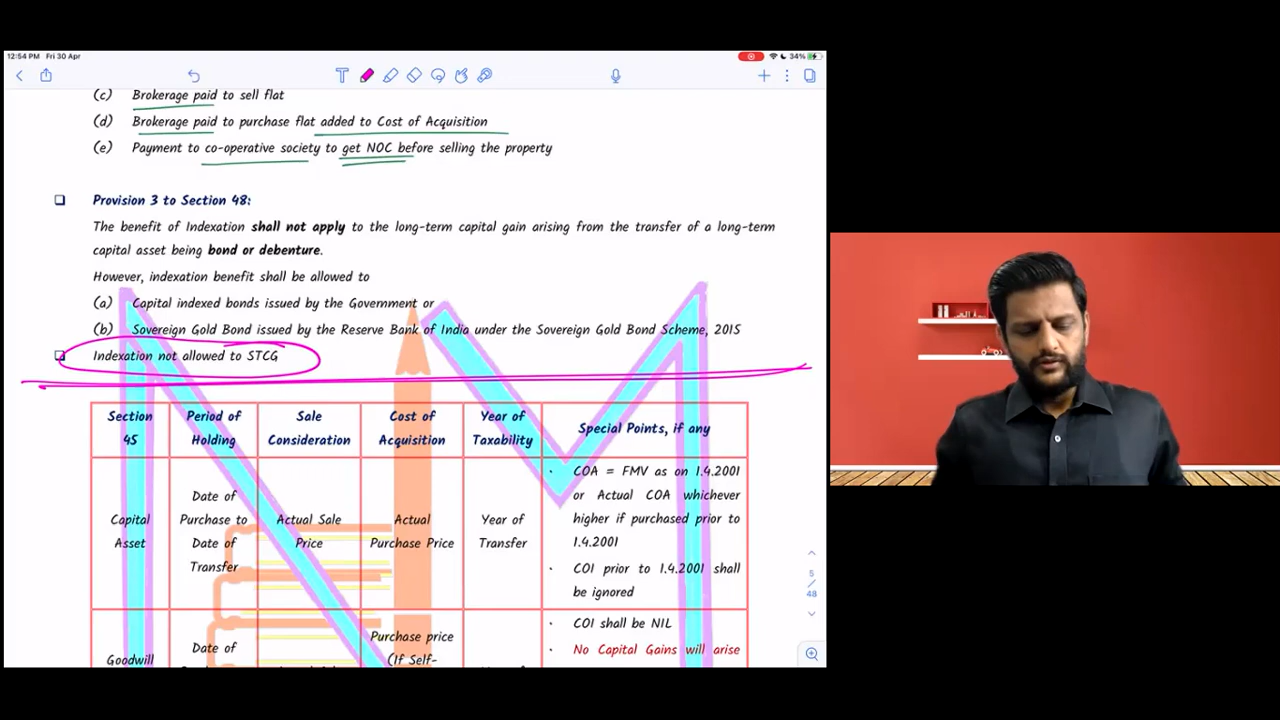 12:54 PM Fri 30 Apr
34%
T
(c) Brokerage paid to sell flat
(d) Brokerage paid to purchase flat added to Cost of Acquisition
(e) Payment to co-operative society to get NOC before selling the property
Provision 3 to Section 48:
The benefit of Indexation shall not apply to the long-term capital gain arising from the transfer of a long-term
capital asset being bond or debenture.
However, indexation benefit shall be allowed to
(a) Capital indexed bonds issued by the Government or
(b) Sovereign Gold Bond issued by the Reserve Bank of India under the Sovereign Gold Bond Scheme, 2015
Indexation not allowed to STCG
Section
45
Period of
Holding
Sale
Consideration
Cost of
Acquisition
Year of
Taxability
Special Points, if any
Capital
Asset
Date of
Purchase to
Date of
Transfer
Actual Sale
Price
Actual
Purchase Price
Year of
Transfer
· COA = FMV as on 1.4.2001
or Actual COA whichever
higher if purchased prior to
1.4.2001
· COI prior to 1.4.2001 shall
be ignored
Goodwill
Date of
Purchase price
(If Self-
· COI shall be NIL
· No Capital Gains will arise
5
/
48